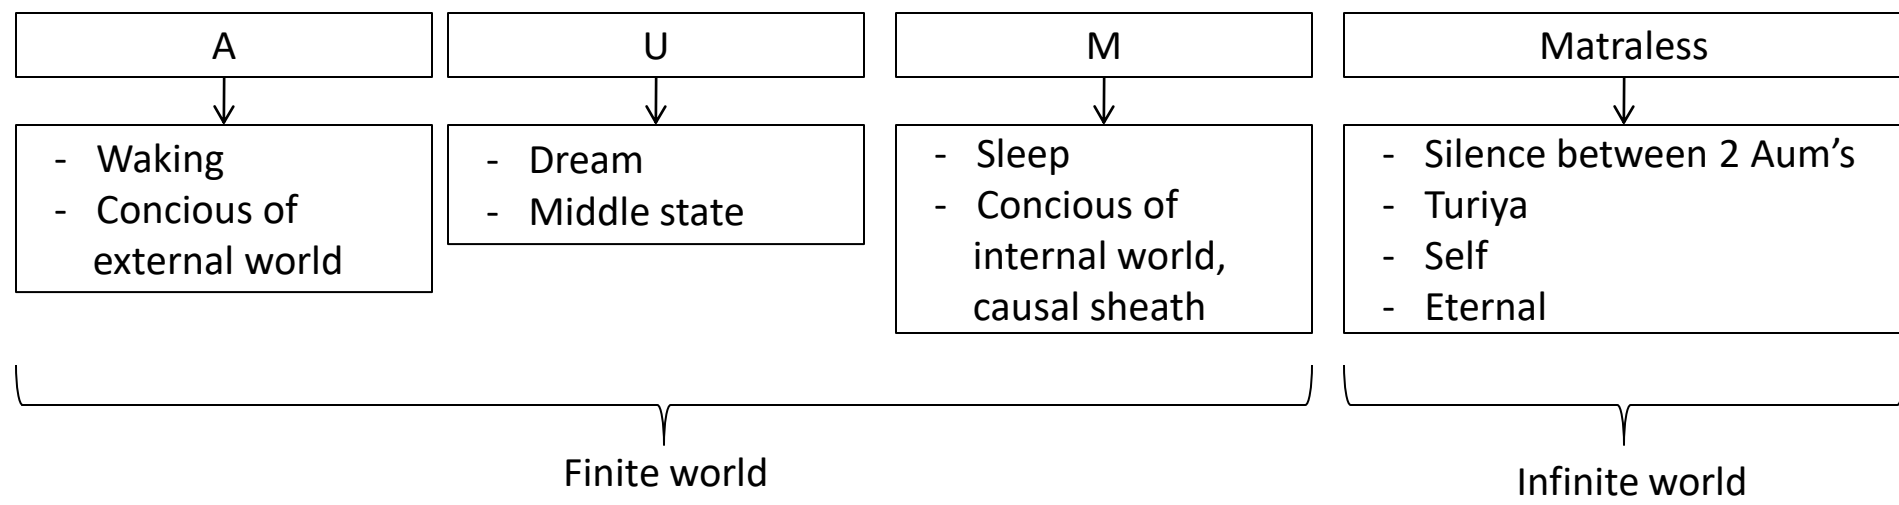 A
U
M
Matraless
- Waking
- Concious of
external world
- Dream
- Middle state
- Sleep
- Concious of
internal world,
causal sheath
- Silence between 2 Aum’s
- Turiya
- Self
- Eternal
Finite world
Infinite world